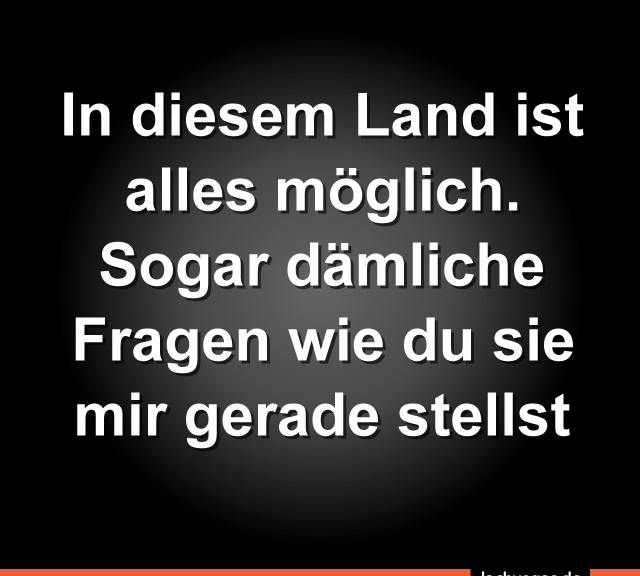 In diesem Land ist
alles möglich.
Sogar dämliche
Fragen wie du sie
mir gerade stellst